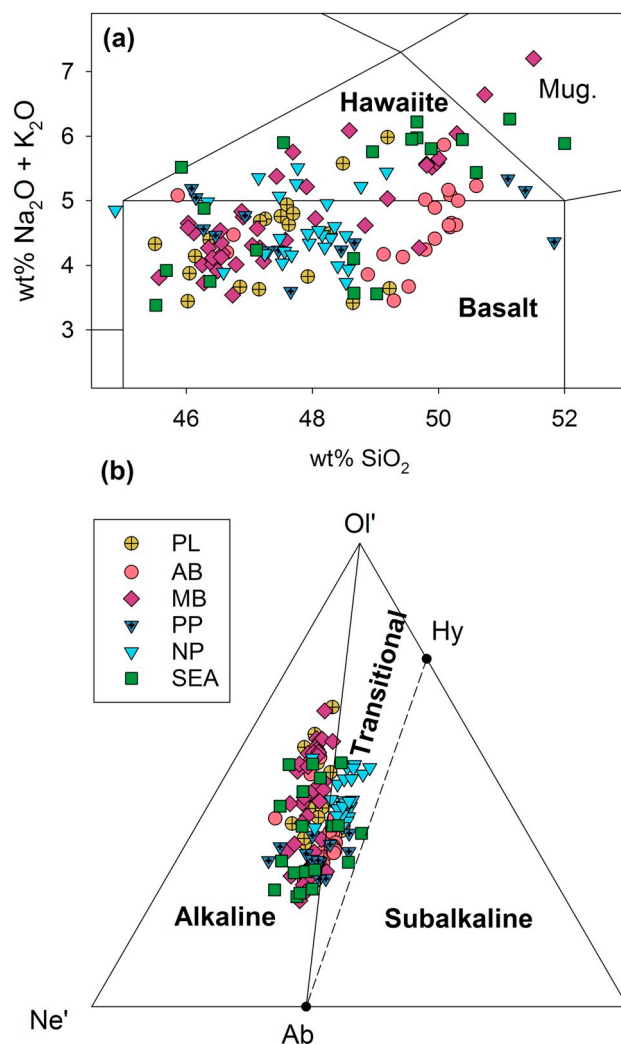 (a)
7
6
5
4
3
wt% Na₂O + K₂O
Hawaiite
Mug.
Basalt
46
48
50
52
wt% SiO₂
(b)
PL
AB
MB
PP
NP
SEA
Ol'
Hy
Transitional
Alkaline
Subalkaline
Ne'
Ab